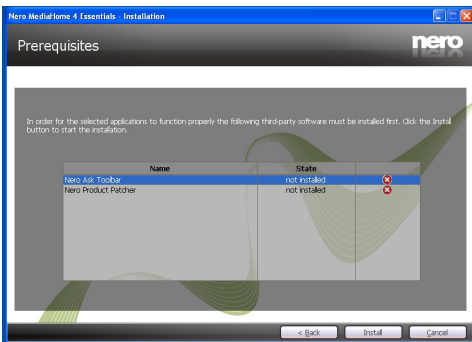 Nero MediaHome 4 Essentials - Installation
Prerequisites
nero
In order for the selected applications to function properly the following third-party software must be installed first. Click the Install
button to start the installation.
Name State
Nero Ask Toolbar not installed
Nero Product Patcher not installed
< Back Install Cancel